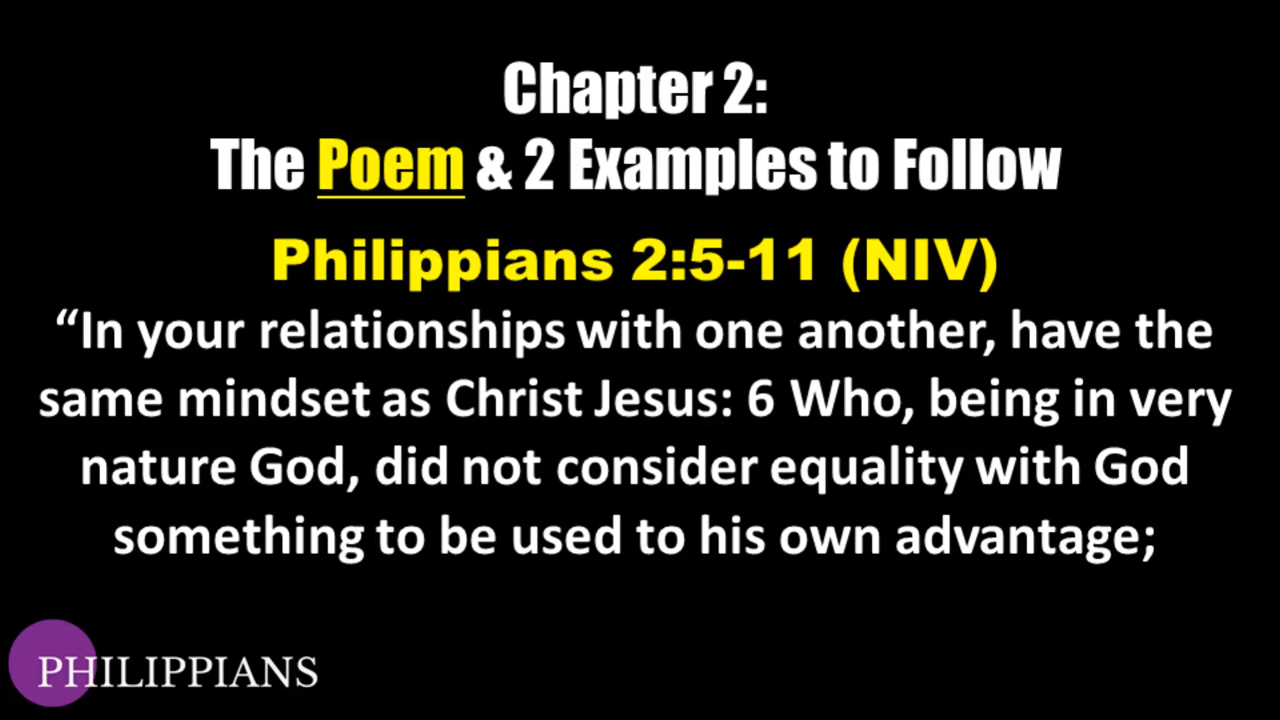 Chapter 2:
The Poem & 2 Examples to Follow
Philippians 2:5-11 (NIV)
“In your relationships with one another, have the
same mindset as Christ Jesus: 6 Who, being in very
nature God, did not consider equality with God
something to be used to his own advantage;
PHILIPPIANS